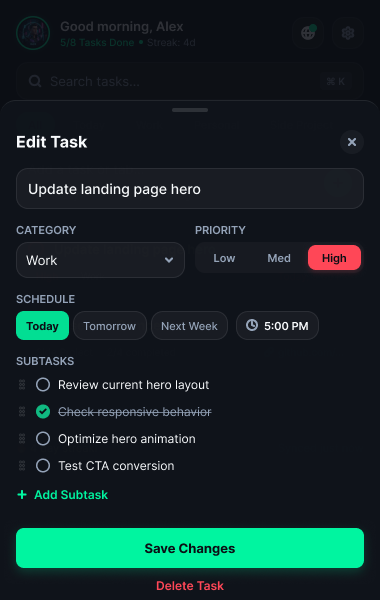 Good morning, Alex
5/8 Tasks Done • Streak: 4d
Search tasks...
⌘ K
Edit Task
Update landing page hero
CATEGORY
PRIORITY
Work
Low
Med
High
SCHEDULE
Today
Tomorrow
Next Week
5:00 PM
SUBTASKS
Review current hero layout
Check responsive behavior
Optimize hero animation
Test CTA conversion
+ Add Subtask
Save Changes
Delete Task